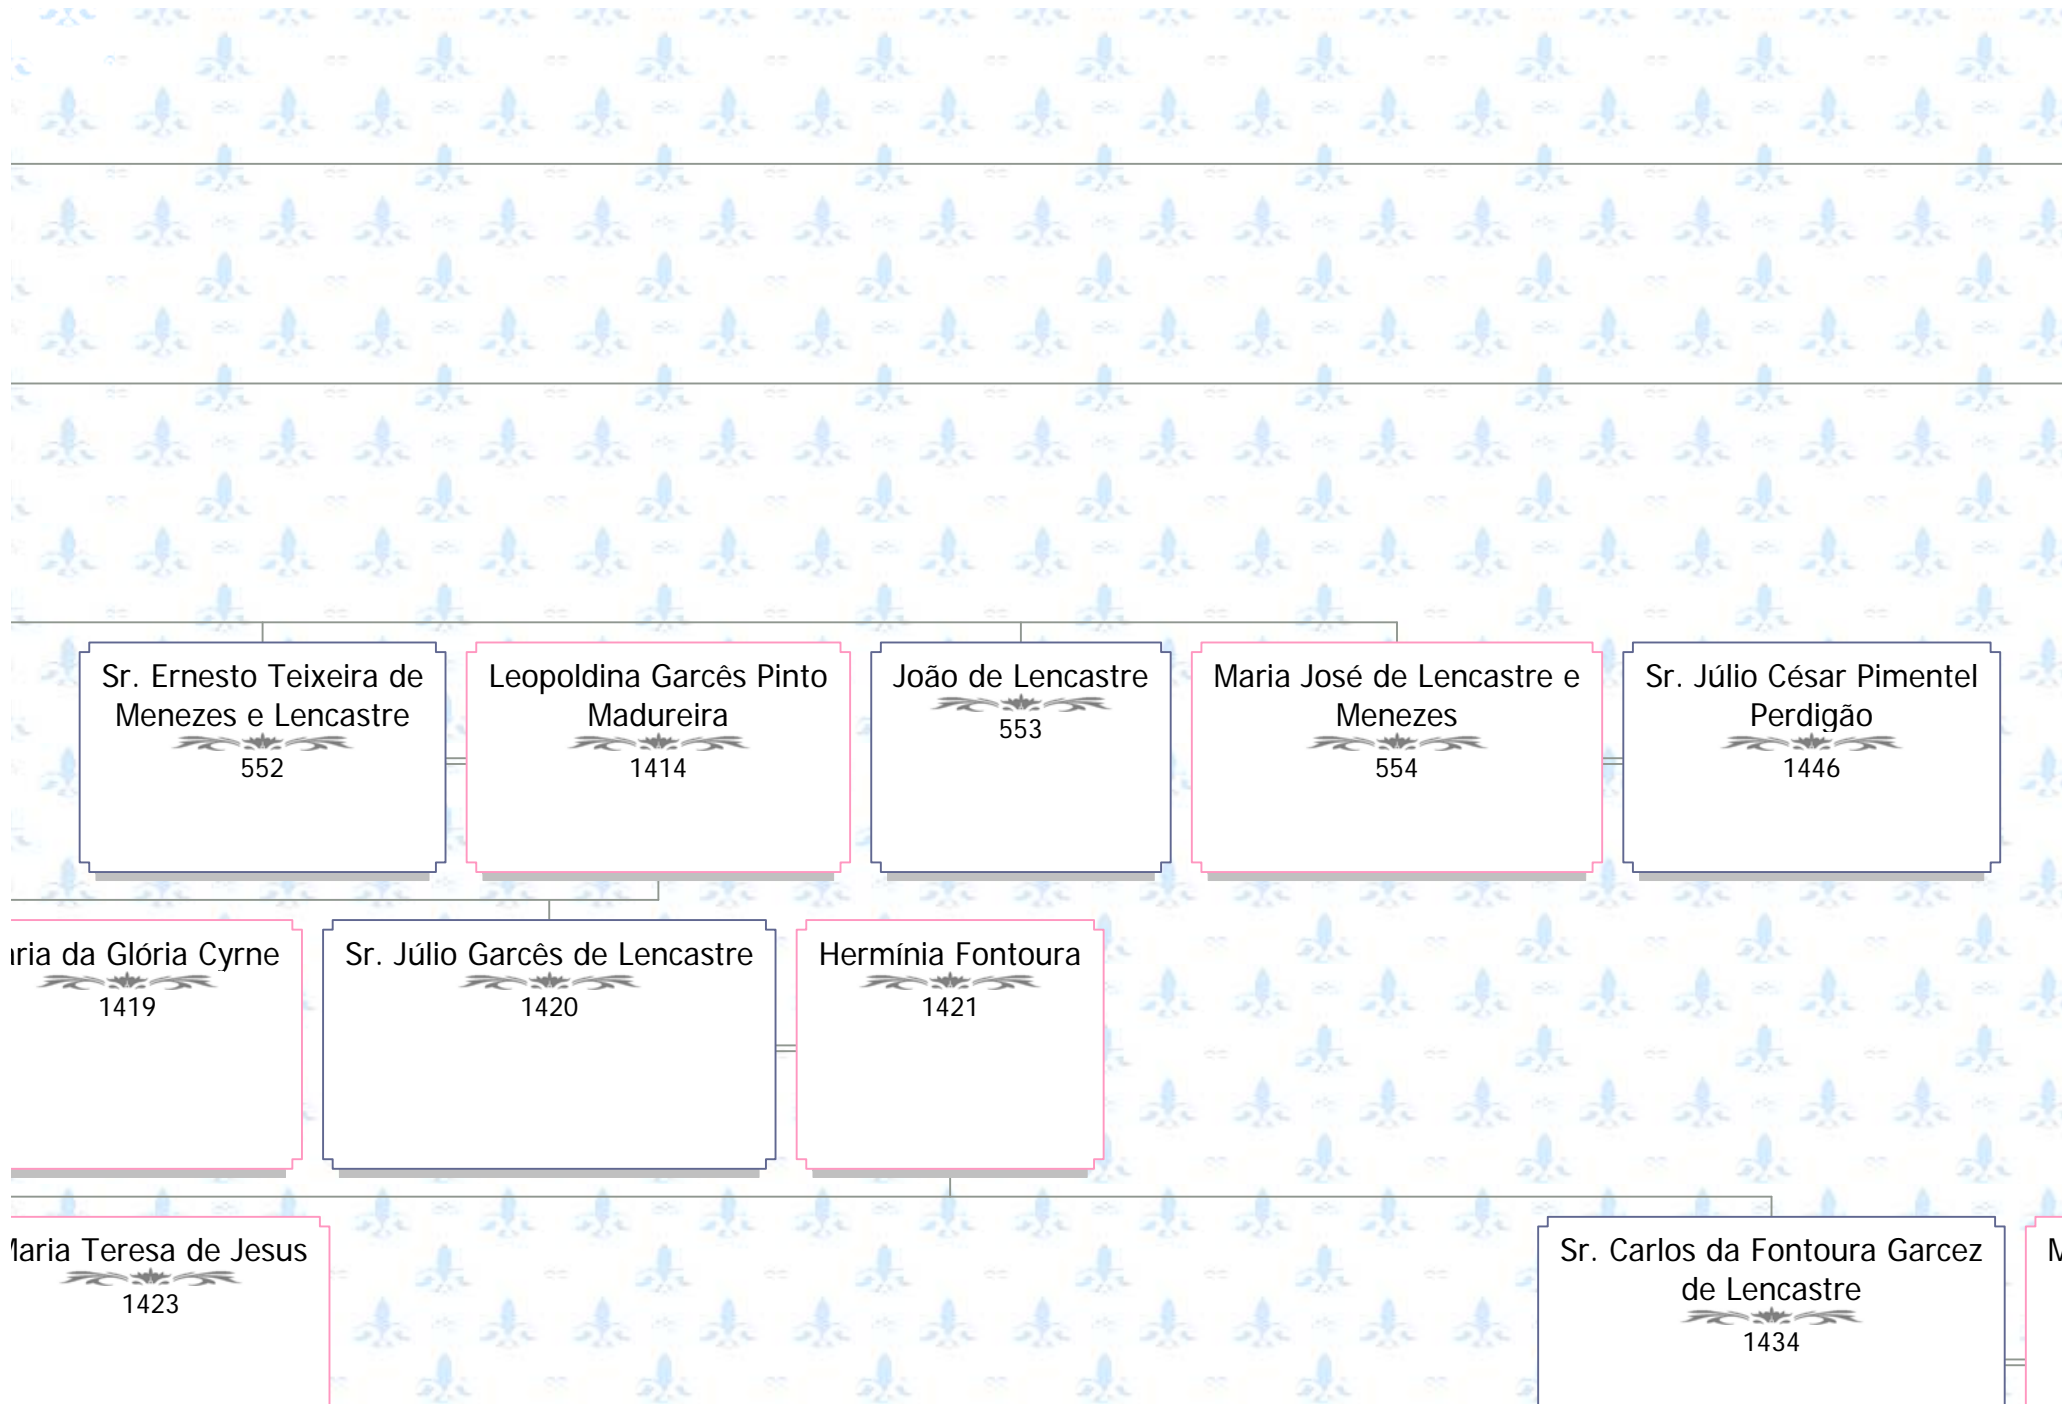 Sr. Ernesto Teixeira de
Menezes e Lencastre
552
Leopoldina Garcês Pinto
Madureira
1414
João de Lencastre
553
Maria José de Lencastre e
Menezes
554
Sr. Júlio César Pimentel
Perdigão
1446
da Glória Cyrne
1419
Sr. Júlio Garcês de Lencastre
1420
Hermínia Fontoura
1421
Teresa de Jesus
1423
Sr. Carlos da Fontoura Garcez
de Lencastre
1434